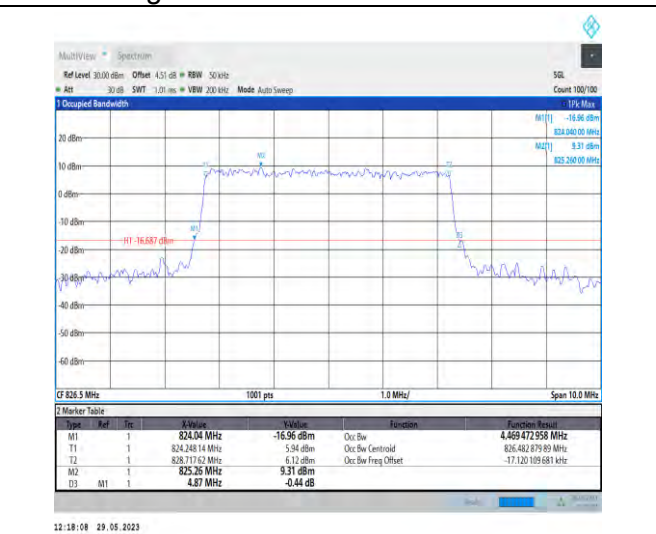 MultiView Spectrum
Ref Level 30.00 dBm Offset 4.51 dB RBW 50 kHz SGL
Att 30 dB SWT 1.01 ms VBW 200 kHz Mode Auto Sweep Count 100/100
1 Occupied Bandwidth 1Pk Max
M1[1] -16.96 dBm
824.040 00 MHz
M2[1] 9.31 dBm
825.260 00 MHz
20 dBm
M2
10 dBm
0 dBm
-10 dBm
H1 -16.687 dBm
-20 dBm
-30 dBm
-40 dBm
-50 dBm
-60 dBm
CF 826.5 MHz 1001 pts 1.0 MHz/ Span 10.0 MHz
2 Marker Table
Type Ref Trc X-Value Y-Value Function Function Result
M1 1 824.04 MHz -16.96 dBm Occ Bw 4.469 472 958 MHz
T1 1 824.248 14 MHz 5.94 dBm Occ Bw Centroid 826.482 879 89 MHz
T2 1 828.717 62 MHz 6.12 dBm Occ Bw Freq Offset -17.120 109 681 kHz
M2 1 825.26 MHz 9.31 dBm
D3 M1 1 4.87 MHz -0.44 dB
12:18:08 29.05.2023